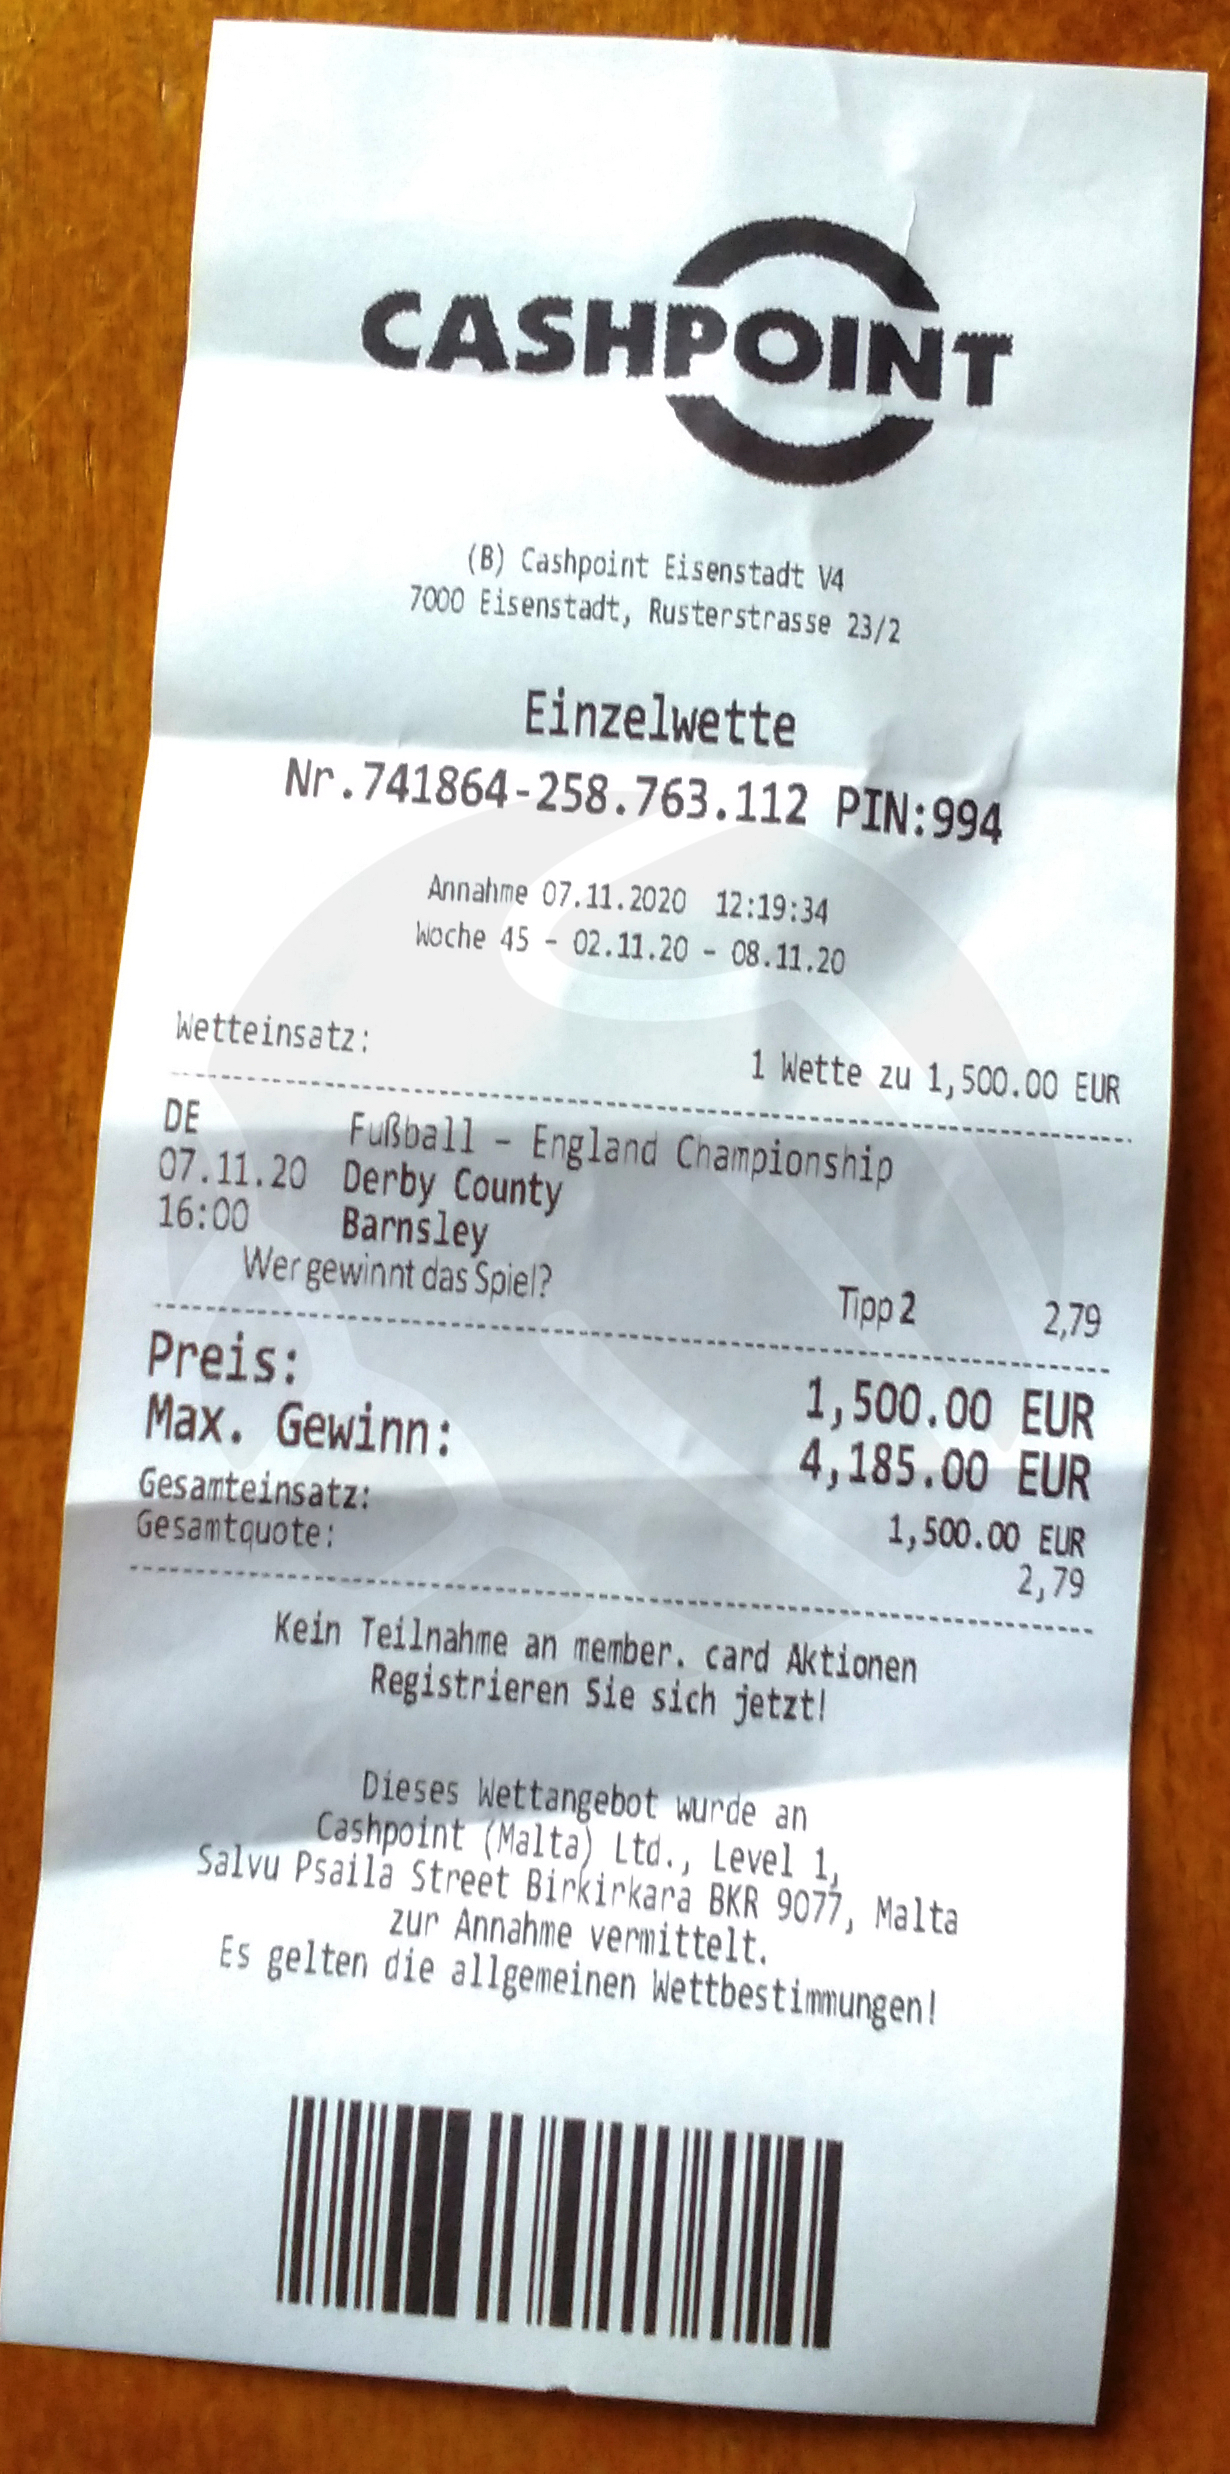 CASHPOINT
(B) Cashpoint Eisenstadt V4
7000 Eisenstadt, Rusterstrasse 23/2
Einzelwette
Nr.741864-258.763.112 PIN:994
Annahme 07.11.2020 12:19:34
Woche 45 - 02.11.20 - 08.11.20
Wetteinsatz: 1 Wette zu 1,500.00 EUR
DE Fußball - England Championship
07.11.20 Derby County
16:00 Barnsley
Wer gewinnt das Spiel? Tipp 2 2,79
Preis: 1,500.00 EUR
Max. Gewinn: 4,185.00 EUR
Gesamteinsatz: 1,500.00 EUR
Gesamtquote: 2,79
Kein Teilnahme an member. card Aktionen
Registrieren Sie sich jetzt!
Dieses Wettangebot wurde an
Cashpoint (Malta) Ltd., Level 1,
Salvu Psaila Street Birkirkara BKR 9077, Malta
zur Annahme vermittelt.
Es gelten die allgemeinen Wettbestimmungen!